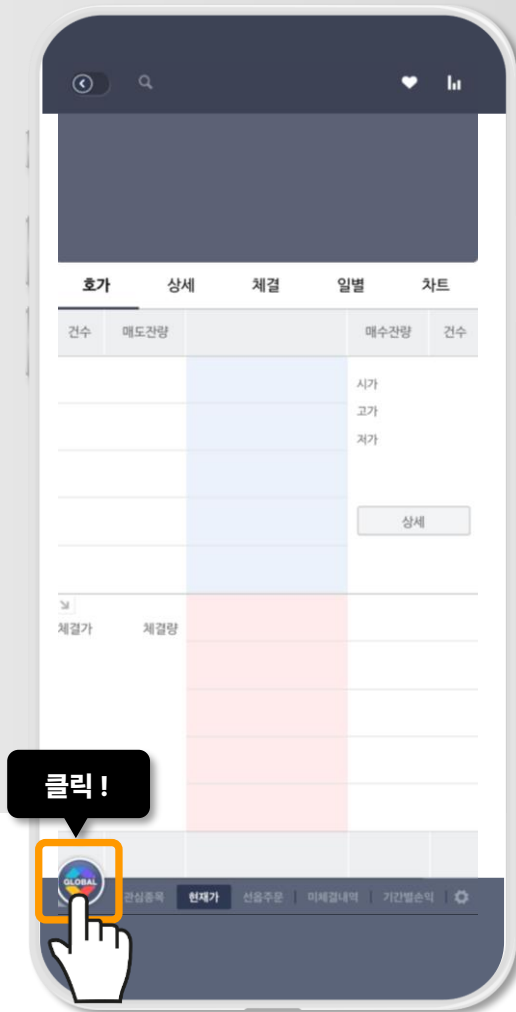 호가 상세 체결 일별 차트
건수 매도잔량 매수잔량 건수
시가
고가
저가
상세
체결가 체결량
클릭 !
GLOBAL
관심종목 현재가 선옵주문 미체결내역 기간별손익